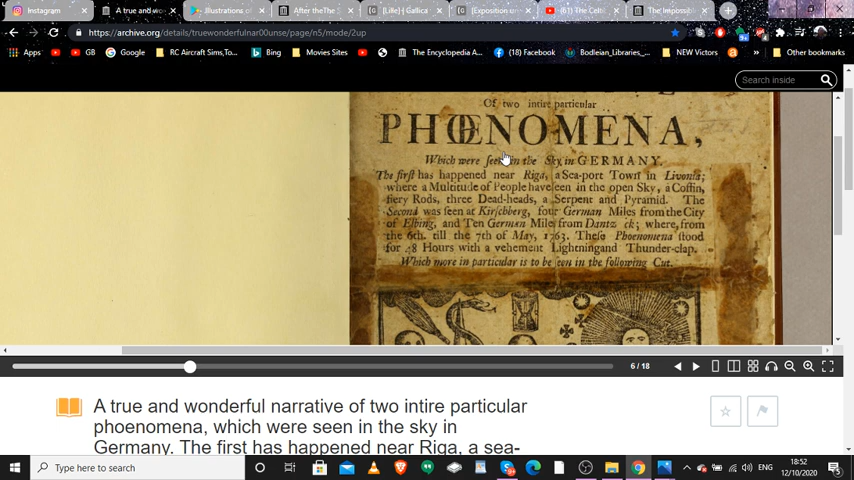 Instagram
A true and wo
Illustrations of
After theThe
[Lille] | Gallica
(Exposition
(81) The Celti
The Impossibl
https://archive.org/details/truewonderfulnar00unse/page/n5/mode/2up
Apps
GB
Google
RC Aircraft Sims,To...
Bing
Movies Sites
The Encyclopedia A...
(18) Facebook
Bodleian_Libraries_...
NEW Victors
Other bookmarks
Search inside
Of two intire particular
PHŒNOMENA,
Which were seen in the Sky in GERMANY.
The first has happened near Riga, a Sea-port Town in Livonia;
where a Multitude of People have seen in the open Sky, a Coffin,
fiery Rods, three Dead-heads, a Serpent and Pyramid. The
Second was seen at Kirschberg, four German Miles from the City
of Elbing, and Ten German Mile from Dantz ck; where, from
the 6th. till the 7th of May, 1763. These Phoenomena stood
for 48 Hours with a vehement Lightningand Thunder-clap.
Which more in particular is to be seen in the following Cut.
6 / 18
A true and wonderful narrative of two intire particular
phoenomena, which were seen in the sky in
Germany. The first has happened near Riga, a sea-
Type here to search
ENG
18:52
12/10/2020